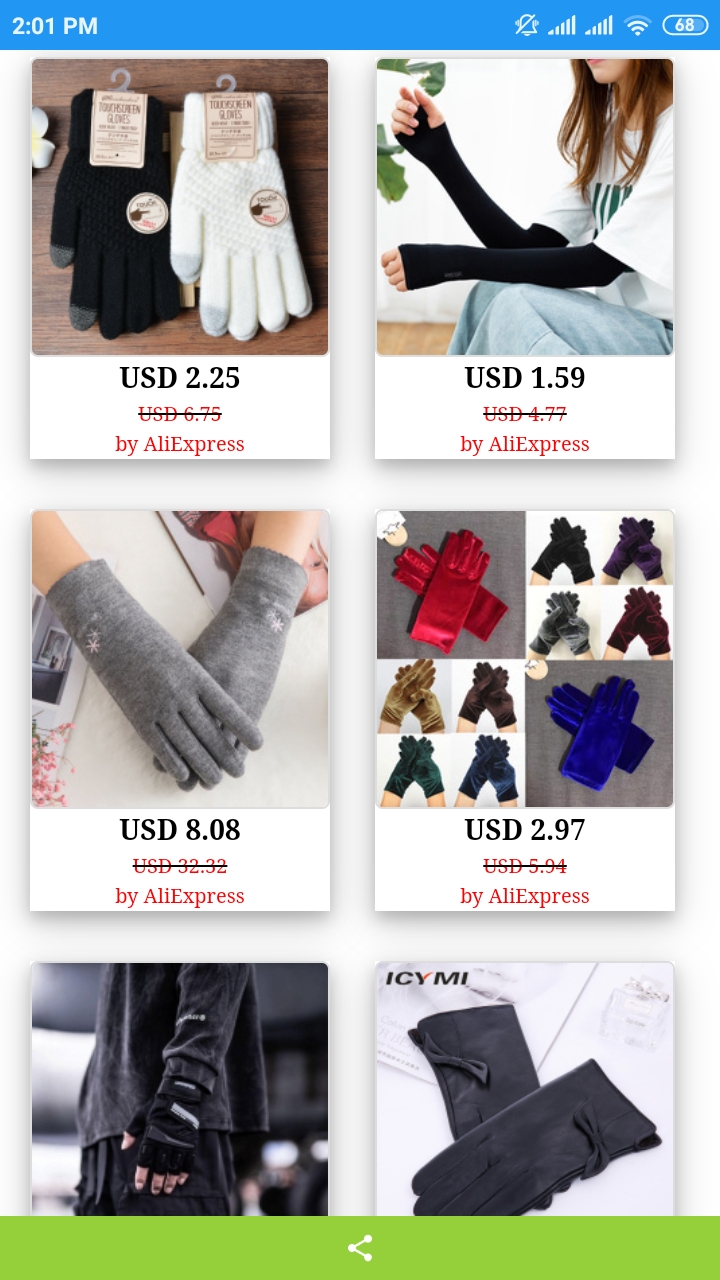 2:01 PM
68
TOUCHSCREEN
GLOVES
TOUCHSCREEN
GLOVES
TOUCH
TOUCH
USD 2.25
USD 6.75
by AliExpress
USD 1.59
USD 4.77
by AliExpress
USD 8.08
USD 32.32
by AliExpress
USD 2.97
USD 5.94
by AliExpress
ICYMI